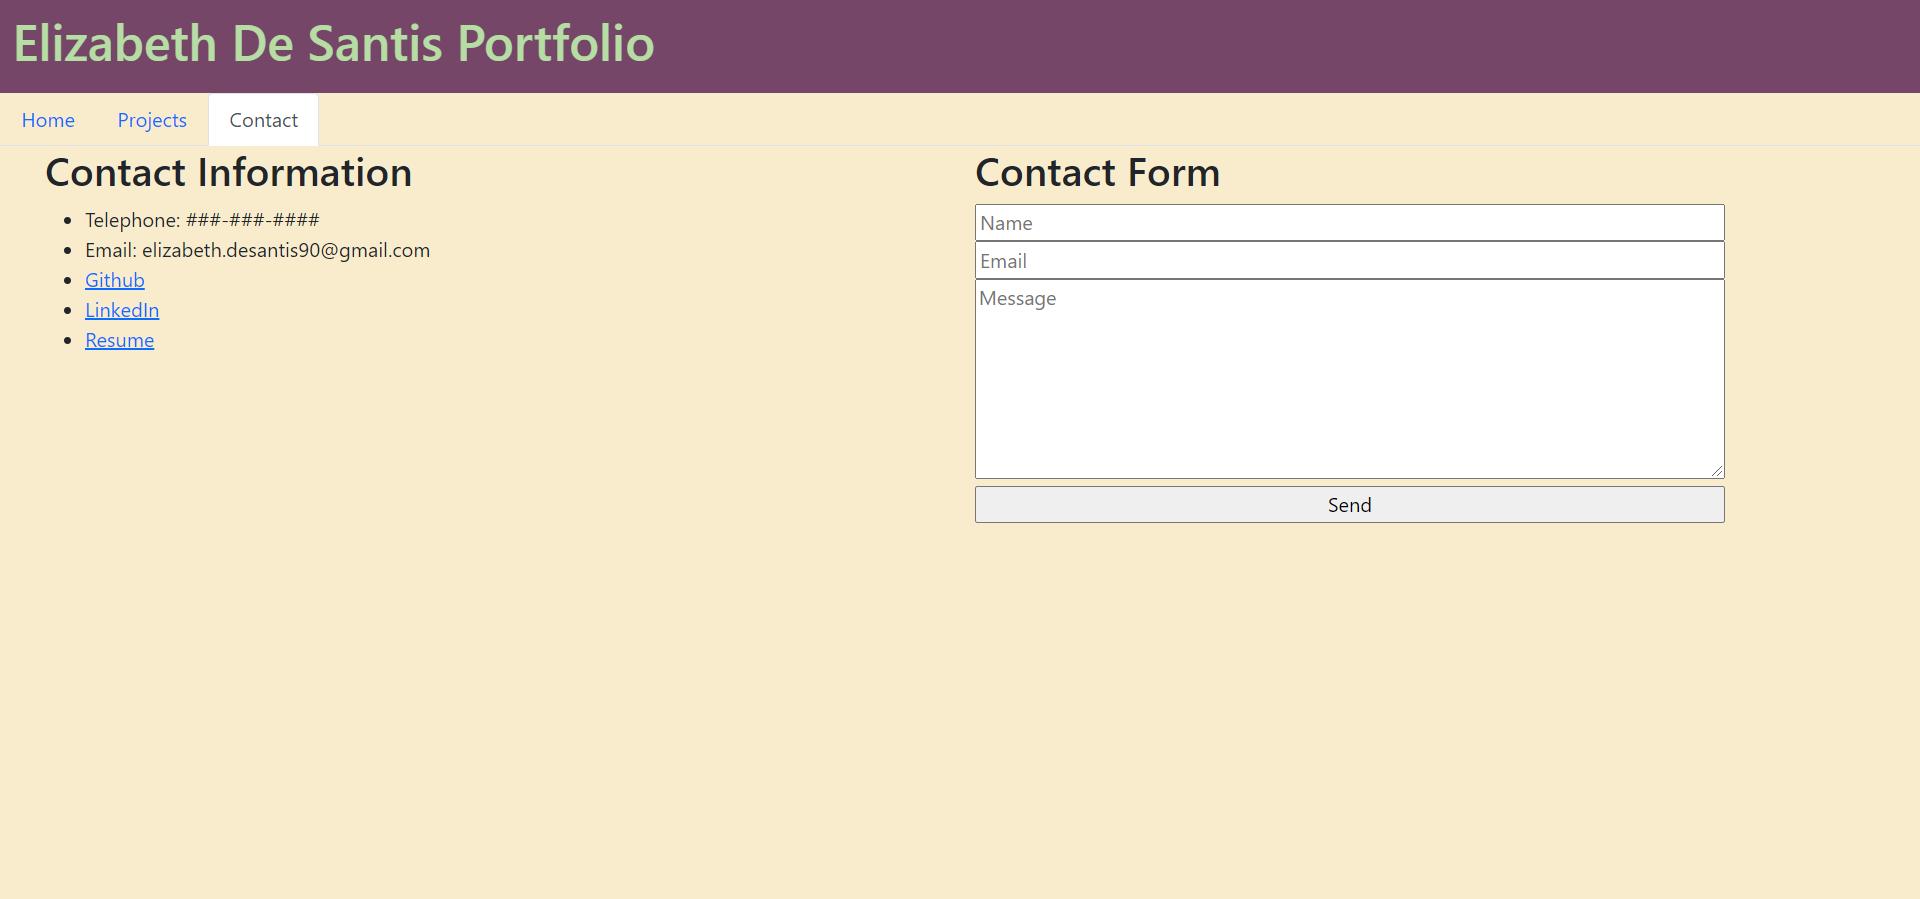 Elizabeth De Santis Portfolio
Home Projects Contact
Contact Information
Telephone: ###-###-####
Email: elizabeth.desantis90@gmail.com
Github
LinkedIn
Resume
Contact Form
Name
Email
Message
Send